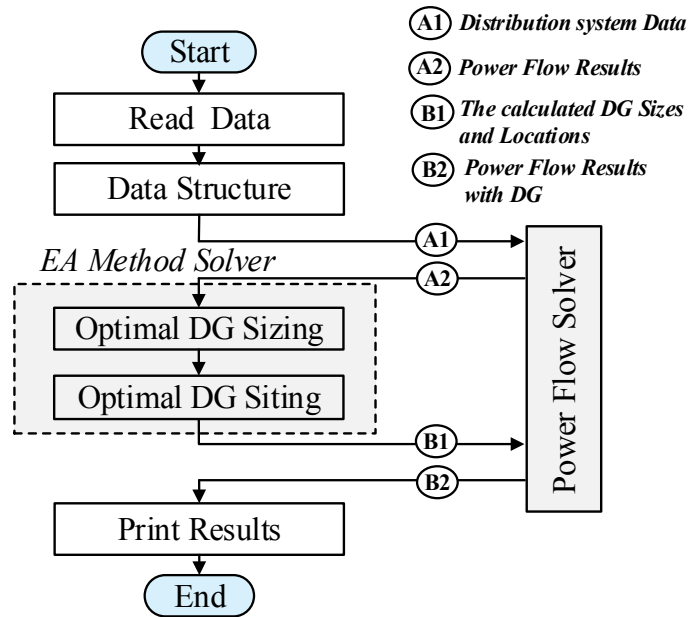 Start
Read Data
Data Structure
EA Method Solver
Optimal DG Sizing
Optimal DG Siting
Print Results
End
A1
A2
B1
B2
Power Flow Solver
A1 Distribution system Data
A2 Power Flow Results
B1 The calculated DG Sizes
and Locations
B2 Power Flow Results
with DG